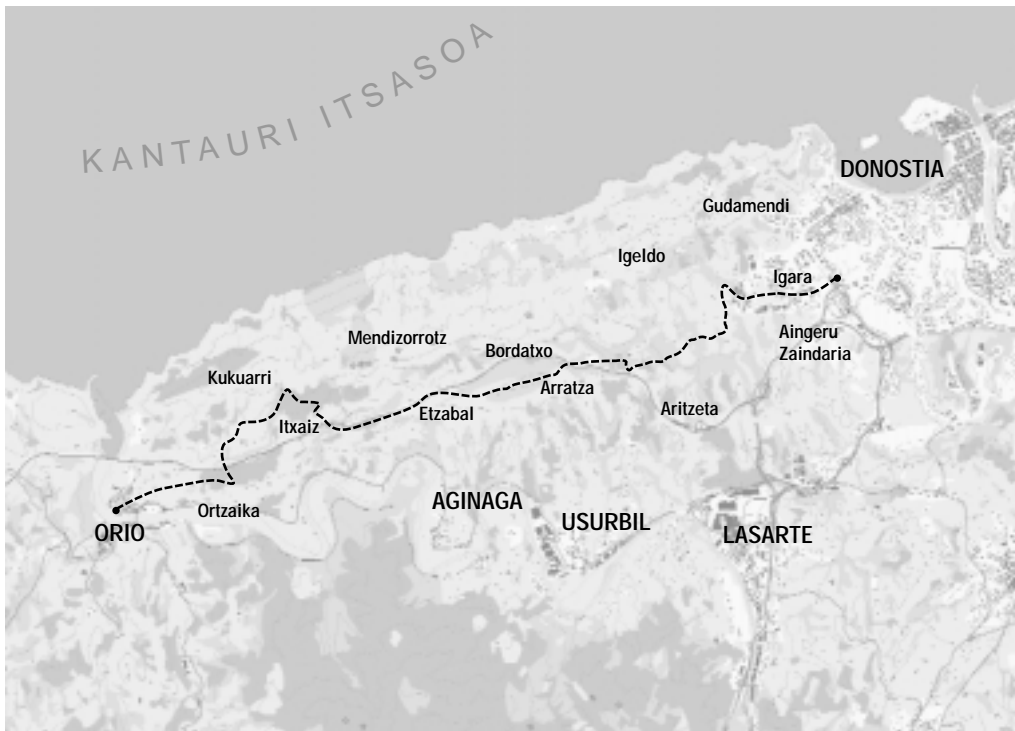 KANTAURI ITSASOA
DONOSTIA
Gudamendi
Igeldo
Igara
Mendizorrotz
Bordatxo
Aingeru
Zaindaria
Kukuarri
Arratza
Etzabal
Aritzeta
Itxaiz
Ortzaika
AGINAGA
USURBIL
ORIO
LASARTE